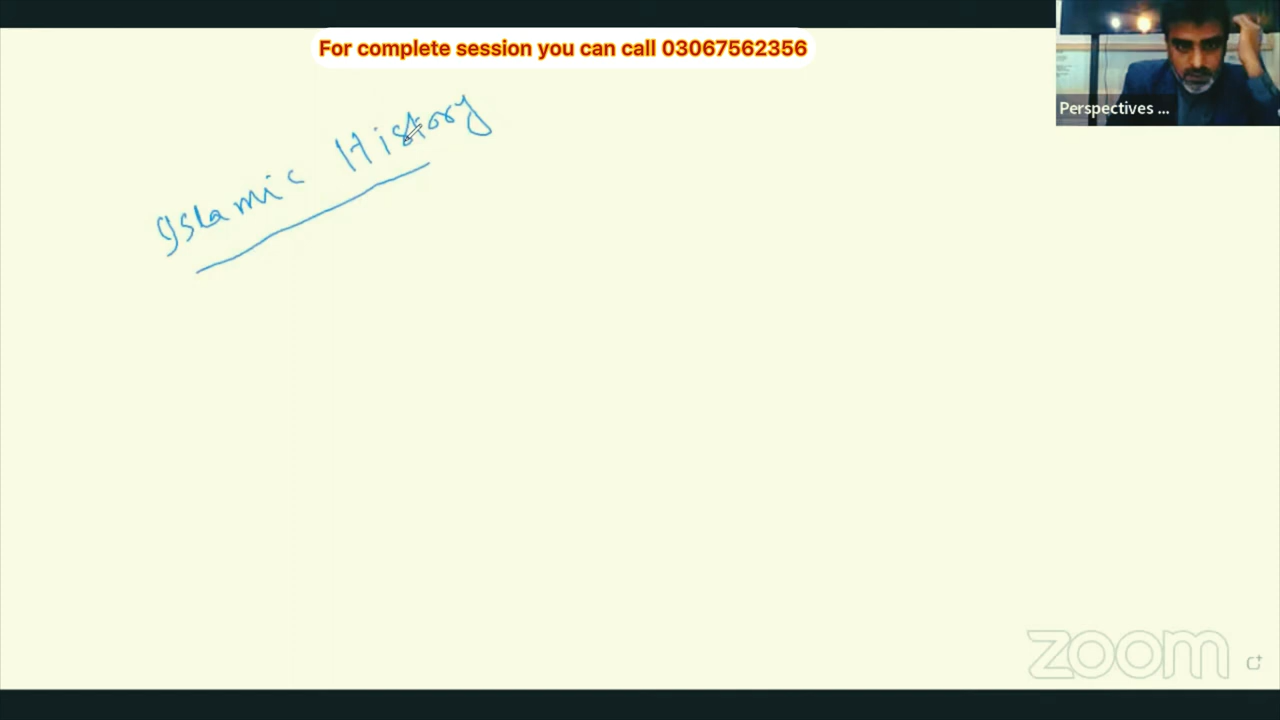 For complete session you can call 03067562356
Perspectives ...
Islamic History
zoom